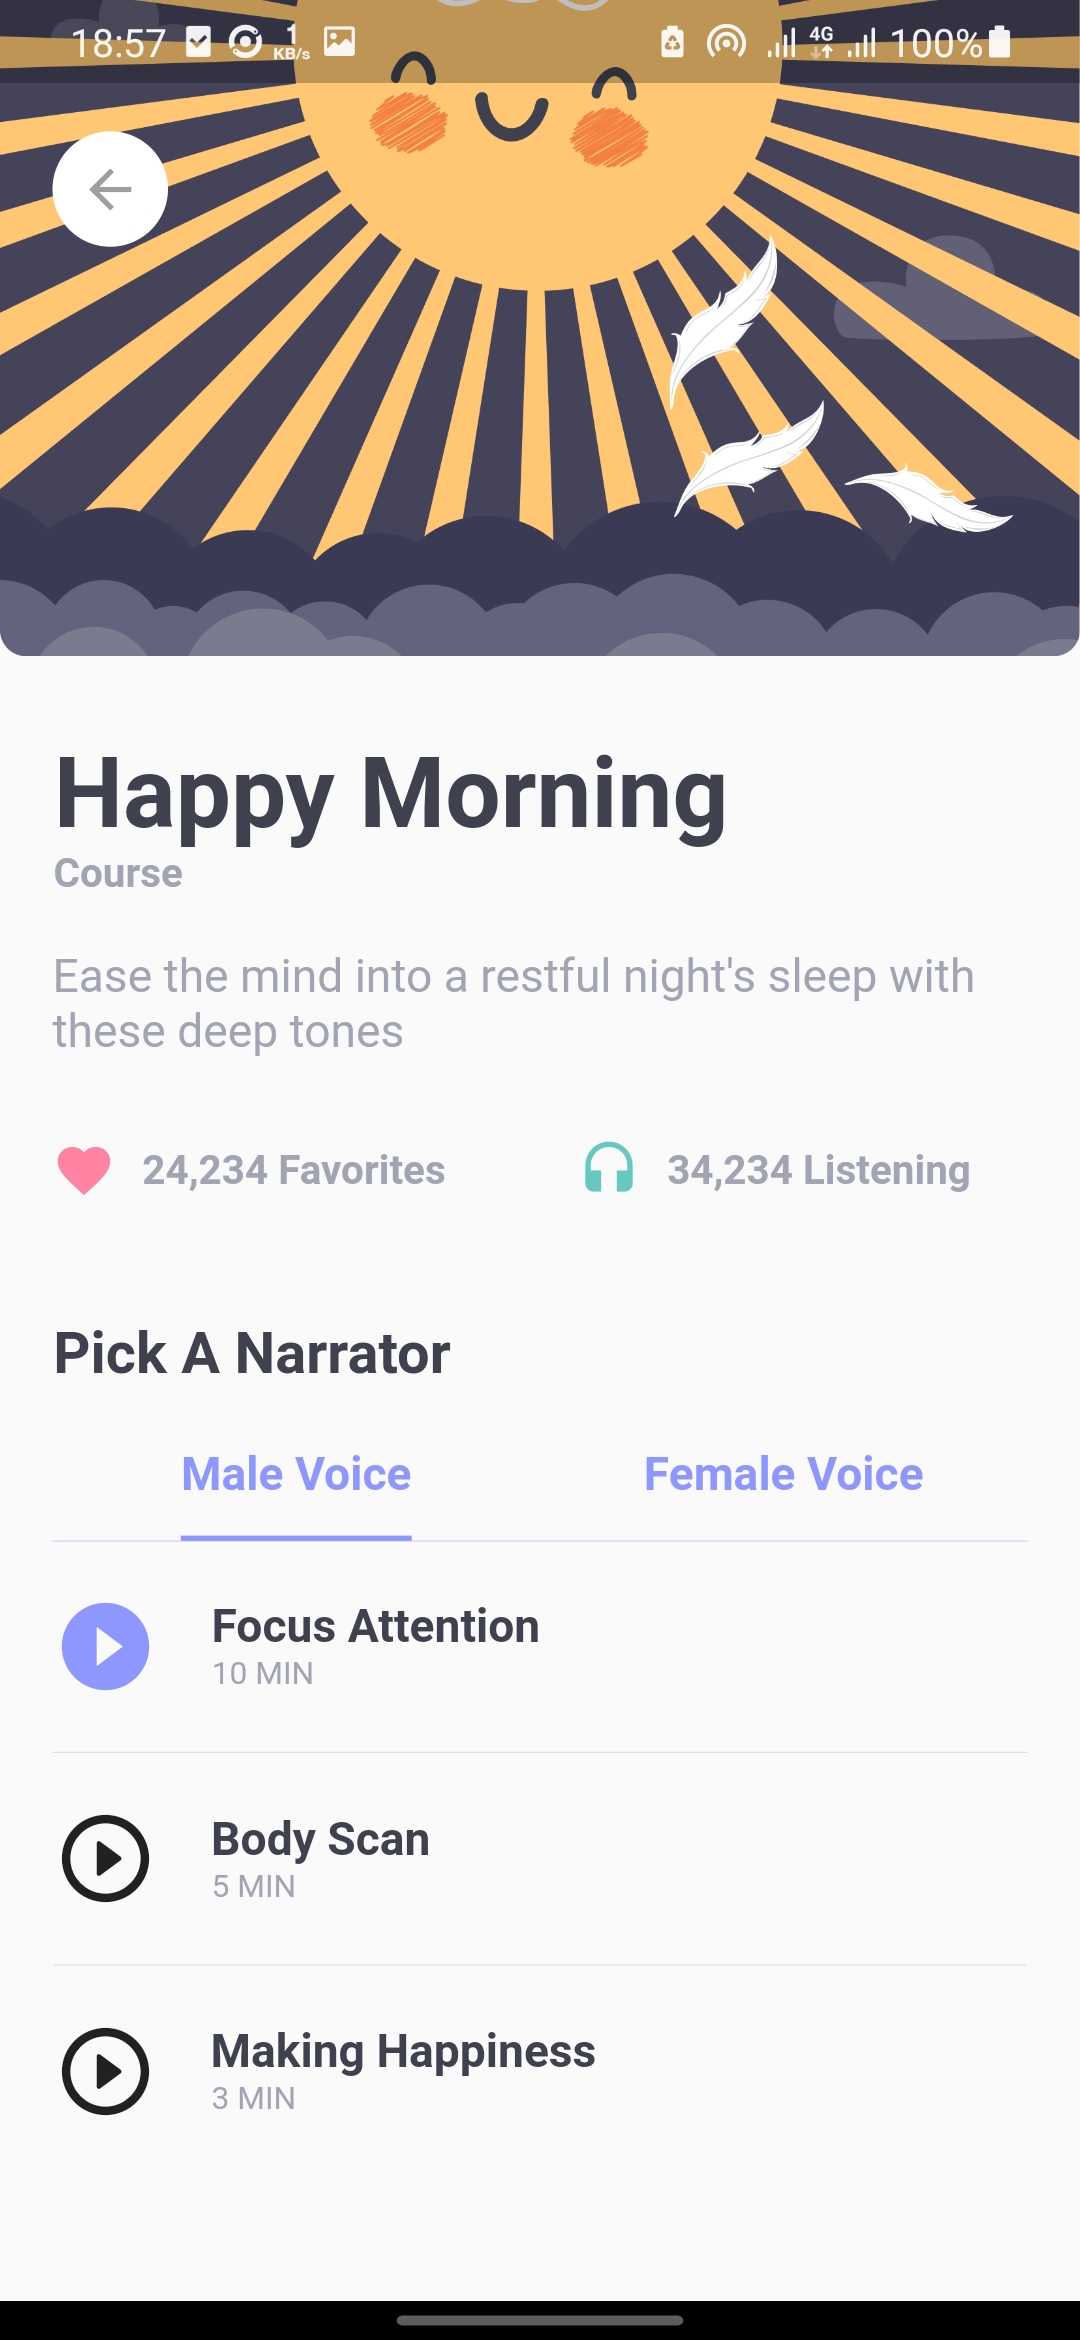 18:57 1 KB/s 4G 100%
Happy Morning
Course
Ease the mind into a restful night's sleep with
these deep tones
24,234 Favorites 34,234 Listening
Pick A Narrator
Male Voice Female Voice
Focus Attention
10 MIN
Body Scan
5 MIN
Making Happiness
3 MIN